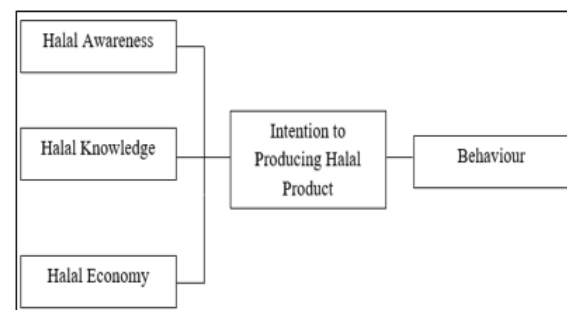 Halal Awareness
Halal Knowledge
Halal Economy
Intention to
Producing Halal
Product
Behaviour